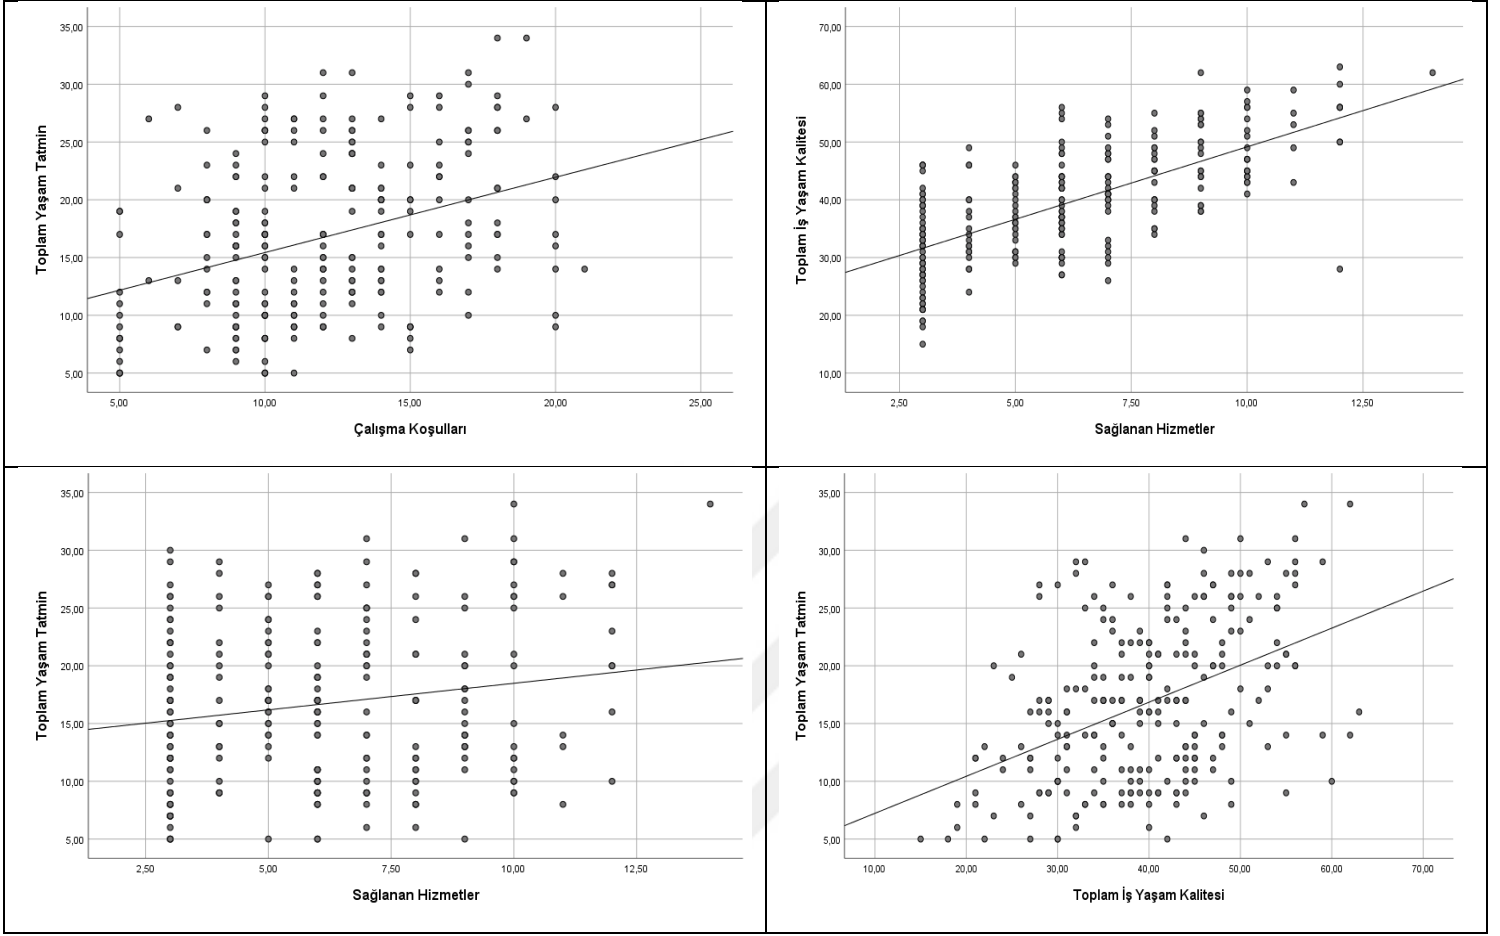 35,00
30,00
25,00
20,00
15,00
10,00
5,00
Toplam Yaşam Tatmin
5,00 10,00 15,00 20,00 25,00
Çalışma Koşulları
70,00
60,00
50,00
40,00
30,00
20,00
10,00
Toplam İş Yaşam Kalitesi
2,50 5,00 7,50 10,00 12,50
Sağlanan Hizmetler
35,00
30,00
25,00
20,00
15,00
10,00
5,00
Toplam Yaşam Tatmin
2,50 5,00 7,50 10,00 12,50
Sağlanan Hizmetler
35,00
30,00
25,00
20,00
15,00
10,00
5,00
Toplam Yaşam Tatmin
10,00 20,00 30,00 40,00 50,00 60,00 70,00
Toplam İş Yaşam Kalitesi